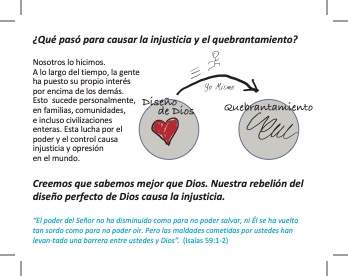 ¿Qué pasó para causar la injusticia y el quebrantamiento?
Nosotros lo hicimos.
A lo largo del tiempo, la gente
ha puesto su propio interés
por encima de los demás.
Esto sucede personalmente,
en familias, comunidades,
e incluso civilizaciones
enteras. Esta lucha por el
poder y el control causa
injusticia y opresión
en el mundo.
Yo Mismo
Diseño
de Dios
Quebrantamiento
Creemos que sabemos mejor que Dios. Nuestra rebelión del
diseño perfecto de Dios causa la injusticia.
"El poder del Señor no ha disminuido como para no poder salvar, ni Él se ha vuelto
tan sordo como para no poder oír. Pero las maldades cometidas por ustedes han
levan-tado una barrera entre ustedes y Dios". (Isaías 59:1-2)